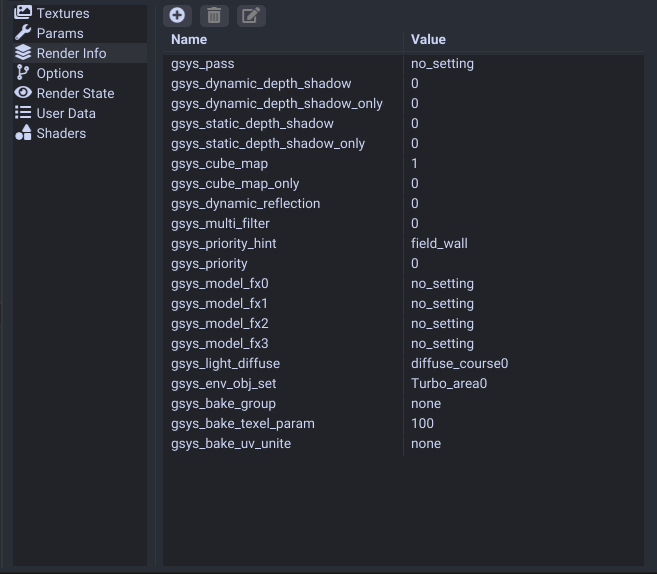 Textures
Params
Render Info
Options
Render State
User Data
Shaders
Name Value
gsys_pass no_setting
gsys_dynamic_depth_shadow 0
gsys_dynamic_depth_shadow_only 0
gsys_static_depth_shadow 0
gsys_static_depth_shadow_only 0
gsys_cube_map 1
gsys_cube_map_only 0
gsys_dynamic_reflection 0
gsys_multi_filter 0
gsys_priority_hint field_wall
gsys_priority 0
gsys_model_fx0 no_setting
gsys_model_fx1 no_setting
gsys_model_fx2 no_setting
gsys_model_fx3 no_setting
gsys_light_diffuse diffuse_course0
gsys_env_obj_set Turbo_area0
gsys_bake_group none
gsys_bake_texel_param 100
gsys_bake_uv_unite none